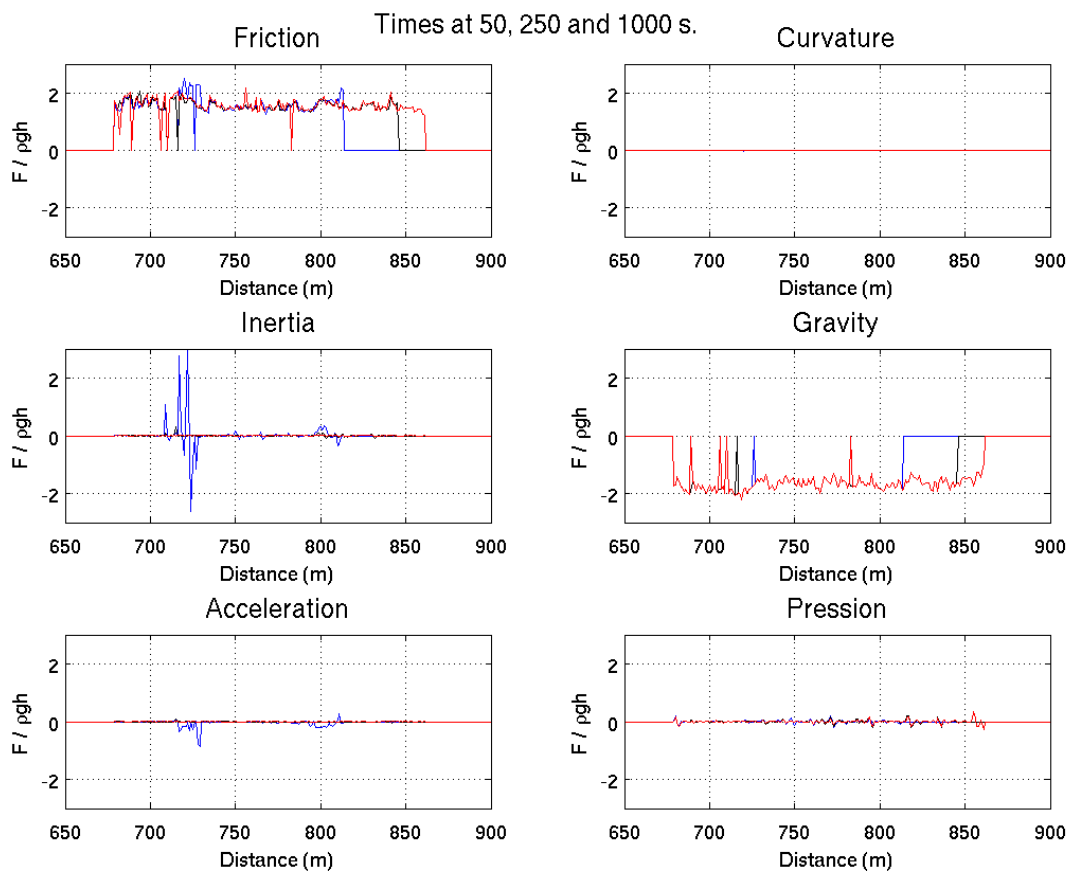 Times at 50, 250 and 1000 s.
Friction
Curvature
F / ρgh
2
0
-2
650 700 750 800 850 900
Distance (m)
F / ρgh
2
0
-2
650 700 750 800 850 900
Distance (m)
Inertia
Gravity
F / ρgh
2
0
-2
650 700 750 800 850 900
Distance (m)
F / ρgh
2
0
-2
650 700 750 800 850 900
Distance (m)
Acceleration
Pression
F / ρgh
2
0
-2
650 700 750 800 850 900
Distance (m)
F / ρgh
2
0
-2
650 700 750 800 850 900
Distance (m)